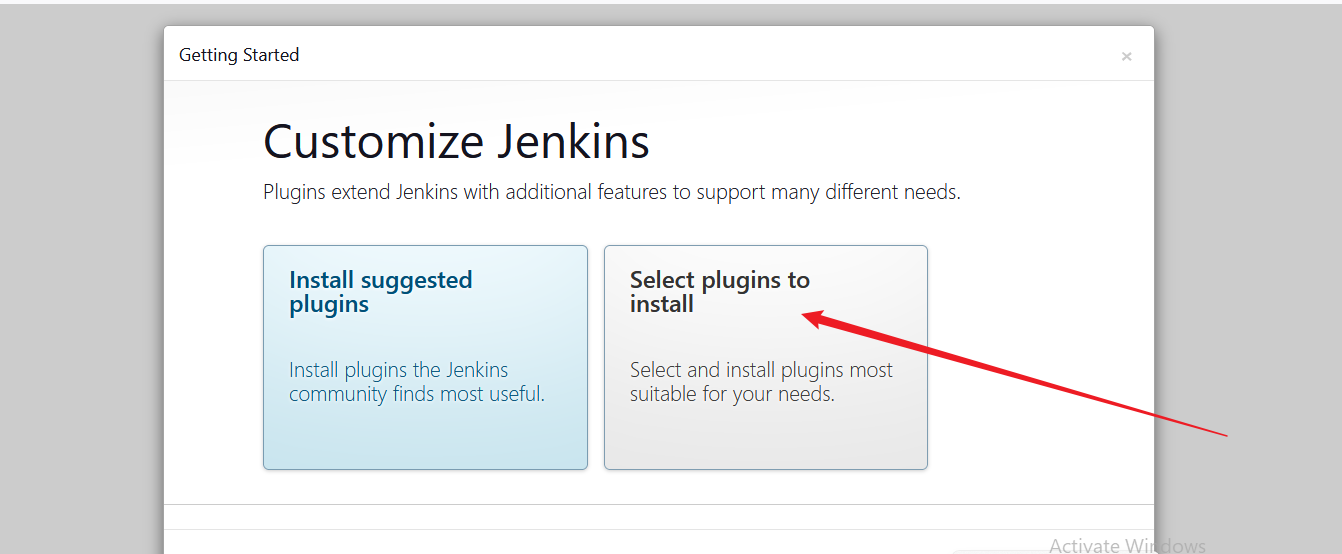 Getting Started
×
Customize Jenkins
Plugins extend Jenkins with additional features to support many different needs.
Install suggested
plugins
Install plugins the Jenkins
community finds most useful.
Select plugins to
install
Select and install plugins most
suitable for your needs.
Activate Windows